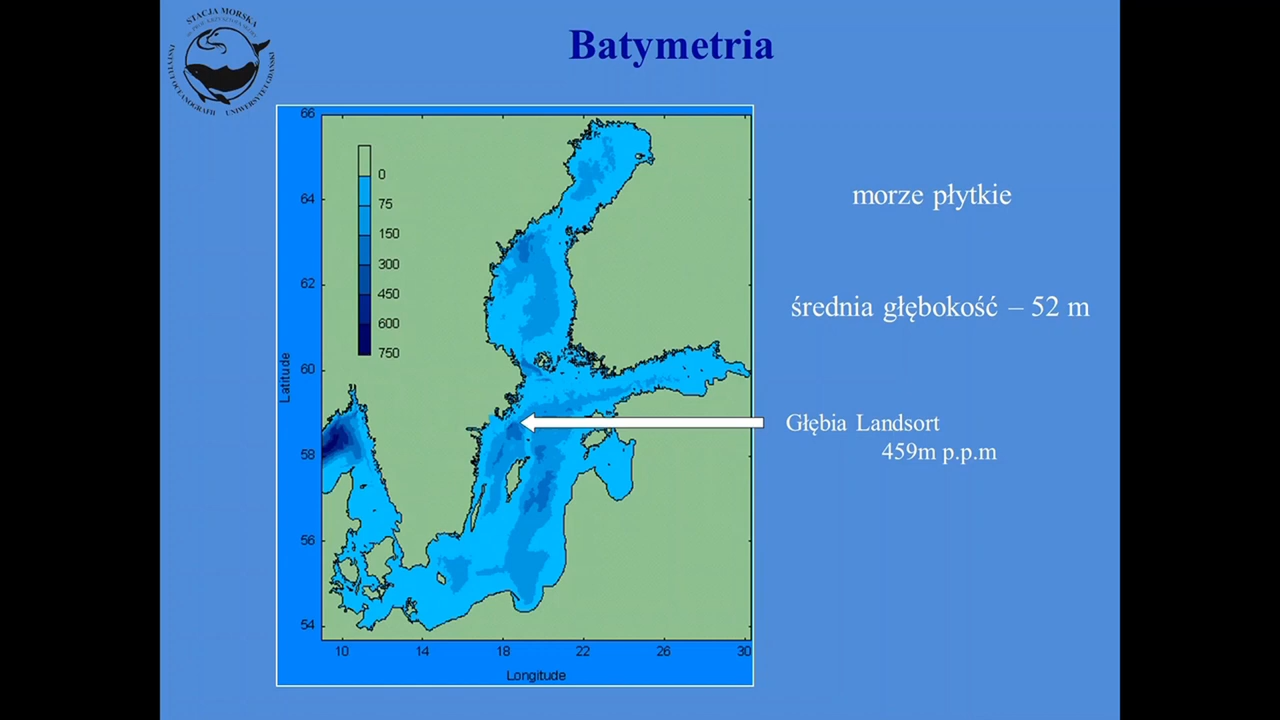 STACJA MORSKA
INSTYTUT OCEANOGRAFII UNIWERSYTET GDAŃSKI
Batymetria
66
64
62
60
58
56
54
Latitude
0
75
150
300
450
600
750
10 14 18 22 26 30
Longitude
morze płytkie
średnia głębokość – 52 m
Głębia Landsort
459m p.p.m